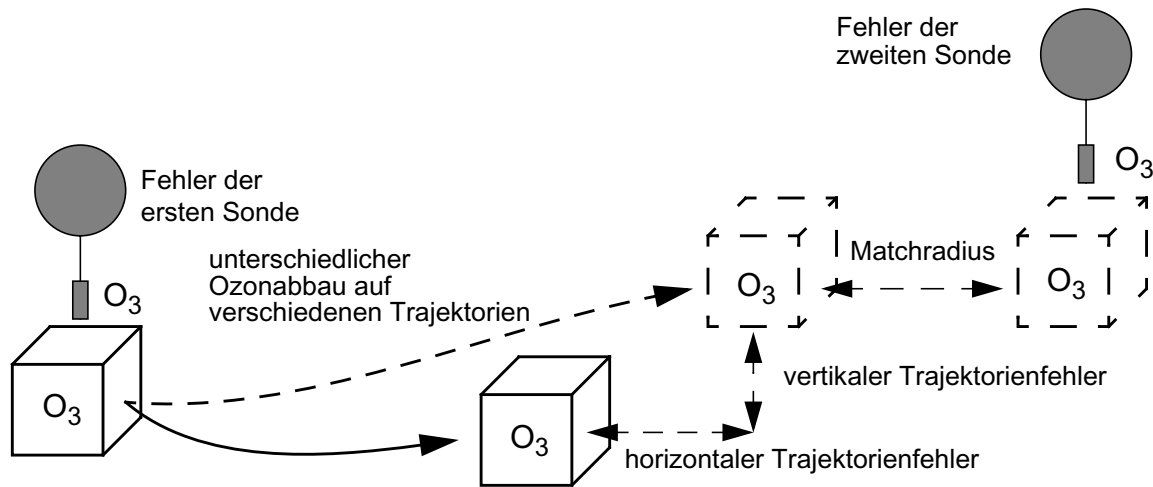 Fehler der
zweiten Sonde
O₃
Fehler der
ersten Sonde
O₃
unterschiedlicher
Ozonabbau auf
verschiedenen Trajektorien
Matchradius
O₃
O₃
O₃
vertikaler Trajektorienfehler
O₃
horizontaler Trajektorienfehler